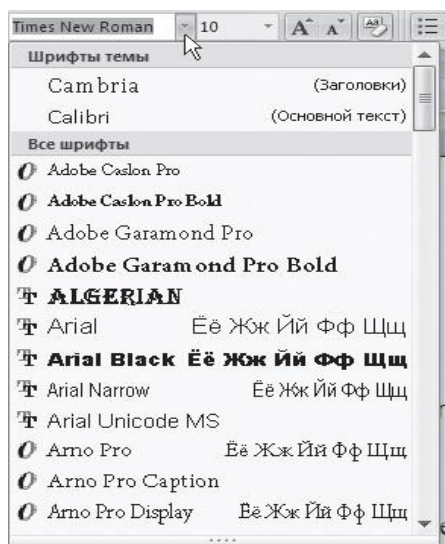 Times New Roman 10
Шрифты темы
Cambria (Заголовки)
Calibri (Основной текст)
Все шрифты
Adobe Caslon Pro
Adobe Caslon Pro Bold
Adobe Garamond Pro
Adobe Garamond Pro Bold
ALGERIAN
Arial Ёё Жж Йй Фф Щщ
Arial Black Ёё Жж Йй Фф Щщ
Arial Narrow Ёё Жж Йй Фф Щщ
Arial Unicode MS
Arno Pro Ёё Жж Йй Фф Щщ
Arno Pro Caption
Arno Pro Display Ёё Жж Йй Фф Щщ